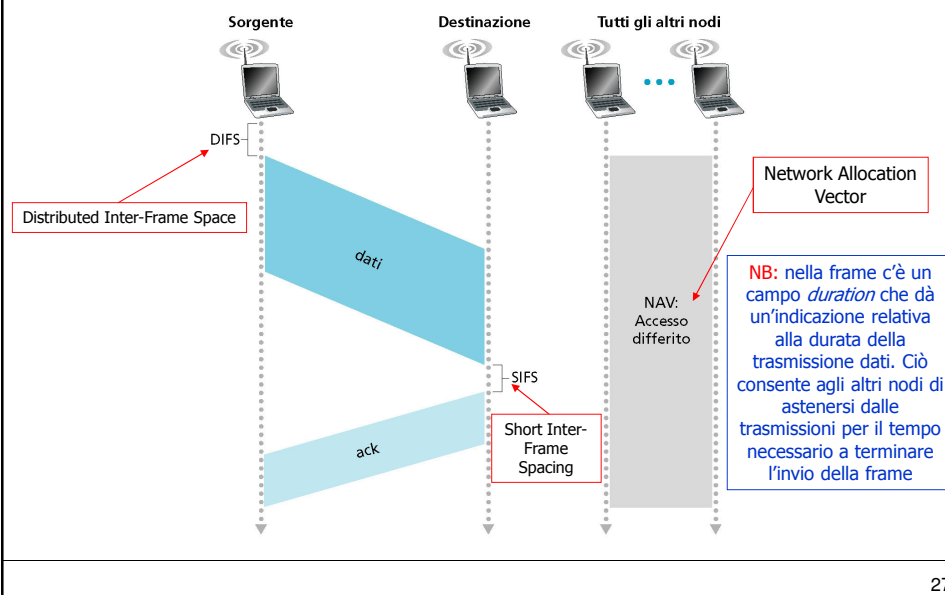 Sorgente
Destinazione
Tutti gli altri nodi
DIFS
Distributed Inter-Frame Space
dati
Network Allocation
Vector
NAV:
Accesso
differito
NB: nella frame c’è un
campo duration che dà
un’indicazione relativa
alla durata della
trasmissione dati. Ciò
consente agli altri nodi di
astenersi dalle
trasmissioni per il tempo
necessario a terminare
l’invio della frame
SIFS
Short Inter-
Frame
Spacing
ack
27